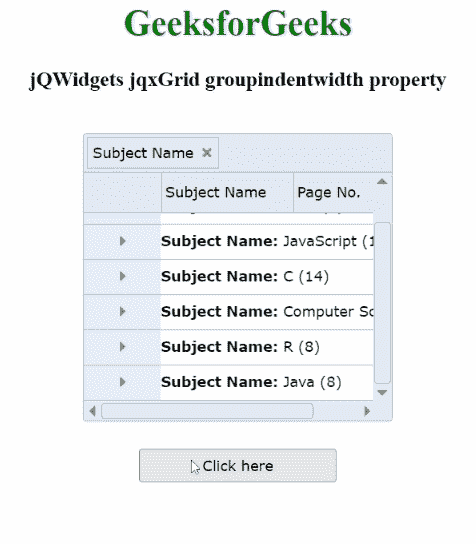 GeeksforGeeks
jQWidgets jqxGrid groupindentwidth property
Subject Name
Subject Name Page No.
Subject Name: JavaScript (1
Subject Name: C (14)
Subject Name: Computer Sc
Subject Name: R (8)
Subject Name: Java (8)
Click here